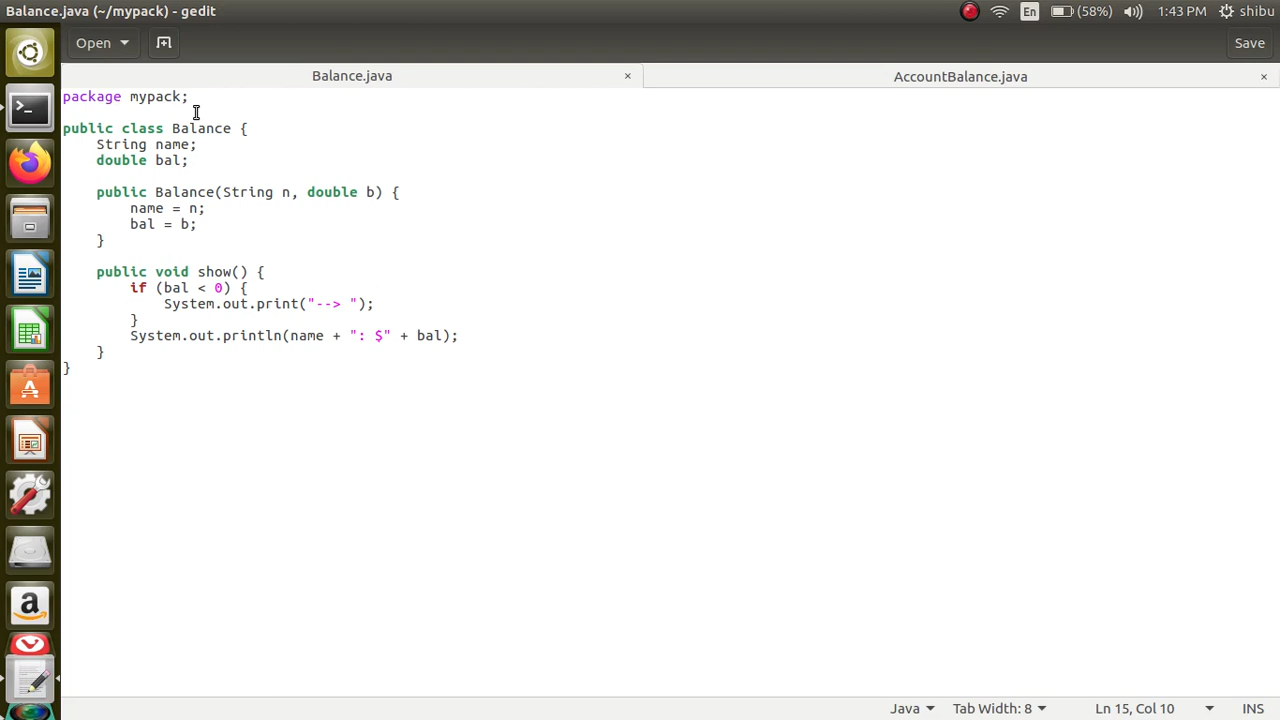 Balance.java (~/mypack) - gedit
En
(58%)
1:43 PM
shibu
Open
Save
Balance.java
×
AccountBalance.java
×
package mypack;
public class Balance {
    String name;
    double bal;
    public Balance(String n, double b) {
        name = n;
        bal = b;
    }
    public void show() {
        if (bal < 0) {
            System.out.print("--> ");
        }
        System.out.println(name + ": $" + bal);
    }
}
Java
Tab Width: 8
Ln 15, Col 10
INS